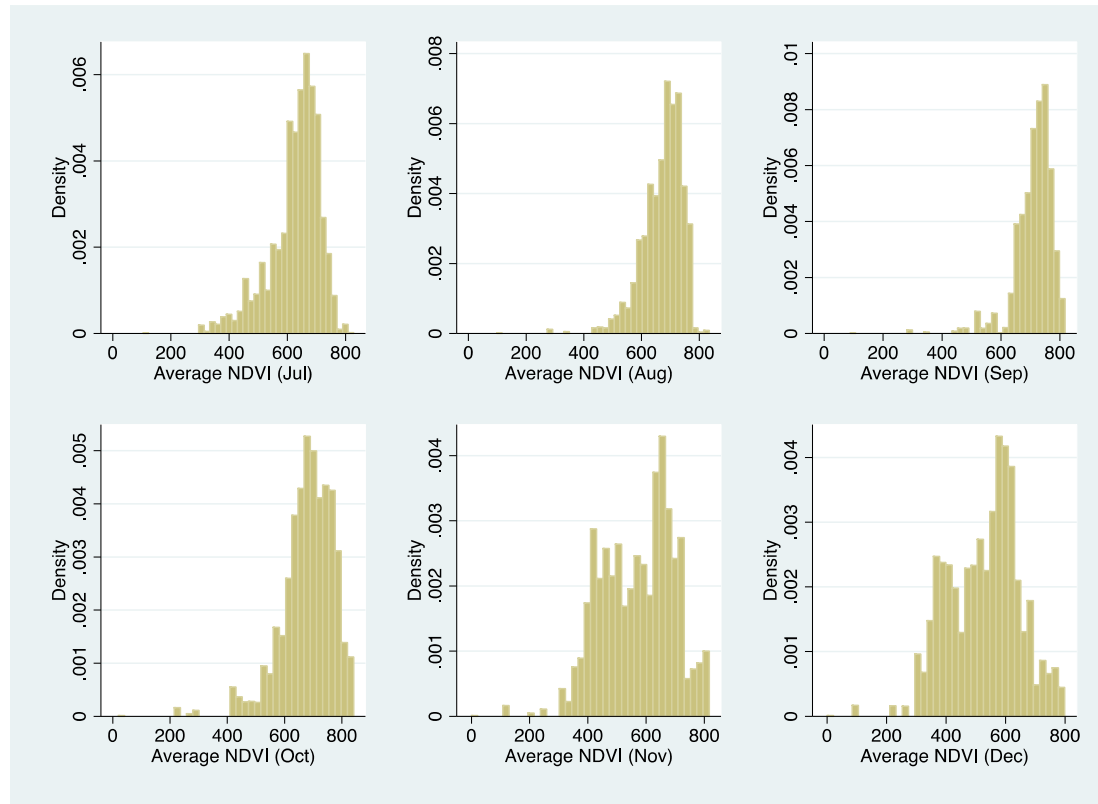 Density
0 .002 .004 .006
0 200 400 600 800
Average NDVI (Jul)
Density
0 .002 .004 .006 .008
0 200 400 600 800
Average NDVI (Aug)
Density
0 .002 .004 .006 .008 .01
0 200 400 600 800
Average NDVI (Sep)
Density
0 .001 .002 .003 .004 .005
0 200 400 600 800
Average NDVI (Oct)
Density
0 .001 .002 .003 .004
0 200 400 600 800
Average NDVI (Nov)
Density
0 .001 .002 .003 .004
0 200 400 600 800
Average NDVI (Dec)